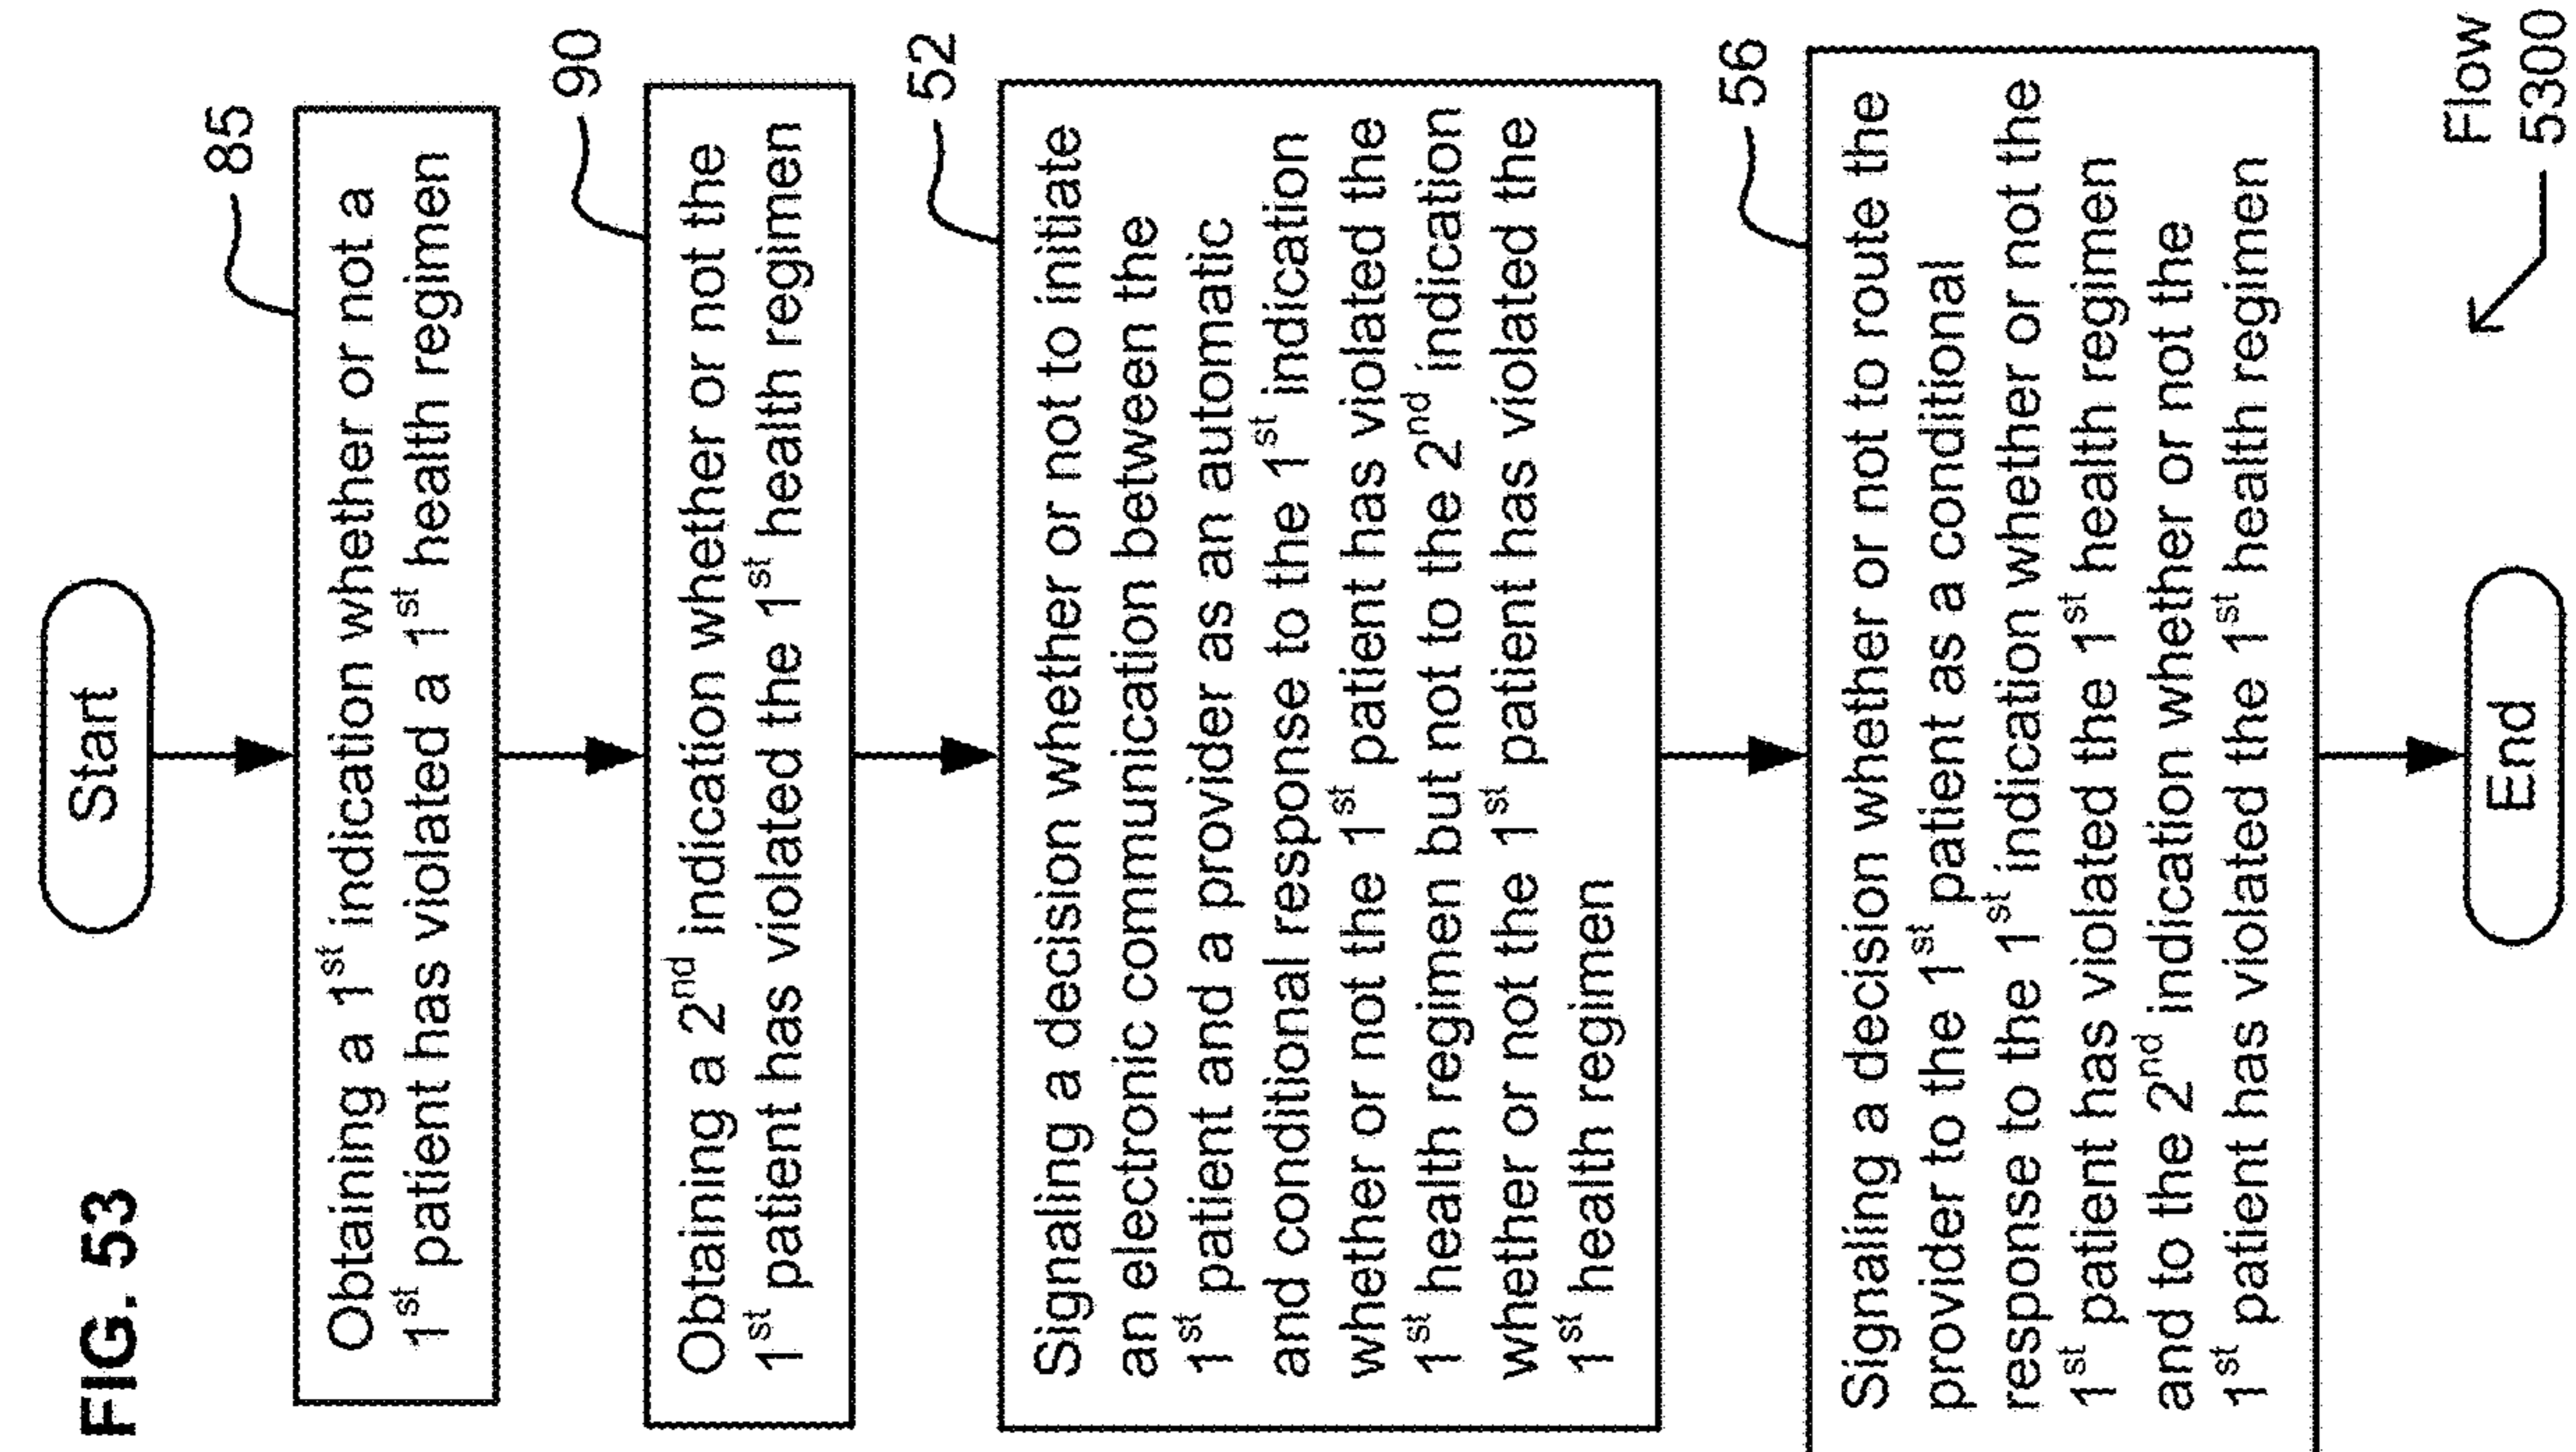 FIG. 53
Start
85
Obtaining a 1st indication whether or not a
1st patient has violated a 1st health regimen
90
Obtaining a 2nd indication whether or not the
1st patient has violated the 1st health regimen
52
Signaling a decision whether or not to initiate
an electronic communication between the
1st patient and a provider as an automatic
and conditional response to the 1st indication
whether or not the 1st patient has violated the
1st health regimen but not to the 2nd indication
whether or not the 1st patient has violated the
1st health regimen
56
Signaling a decision whether or not to route the
provider to the 1st patient as a conditional
response to the 1st indication whether or not the
1st patient has violated the 1st health regimen
and to the 2nd indication whether or not the
1st patient has violated the 1st health regimen
End
Flow
5300